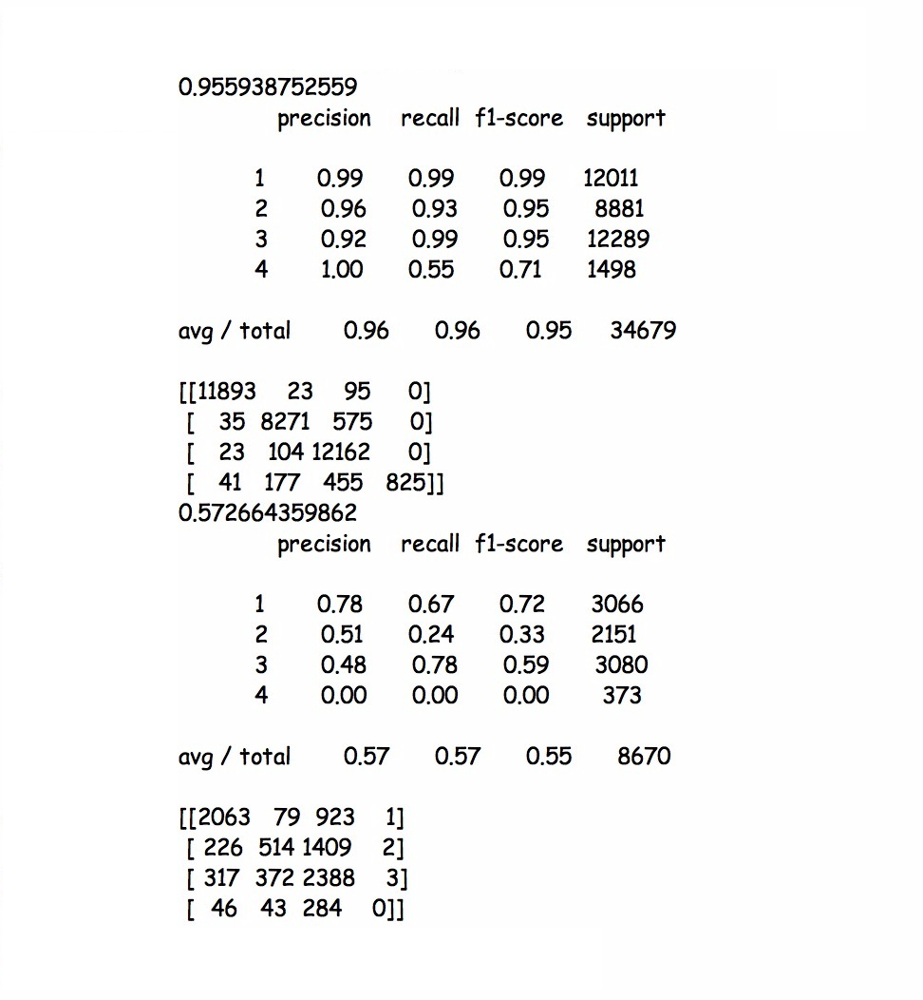 0.955938752559
precision recall f1-score support
1 0.99 0.99 0.99 12011
2 0.96 0.93 0.95 8881
3 0.92 0.99 0.95 12289
4 1.00 0.55 0.71 1498
avg / total 0.96 0.96 0.95 34679
[[11893 23 95 0]
[ 35 8271 575 0]
[ 23 104 12162 0]
[ 41 177 455 825]]
0.572664359862
precision recall f1-score support
1 0.78 0.67 0.72 3066
2 0.51 0.24 0.33 2151
3 0.48 0.78 0.59 3080
4 0.00 0.00 0.00 373
avg / total 0.57 0.57 0.55 8670
[[2063 79 923 1]
[ 226 514 1409 2]
[ 317 372 2388 3]
[ 46 43 284 0]]